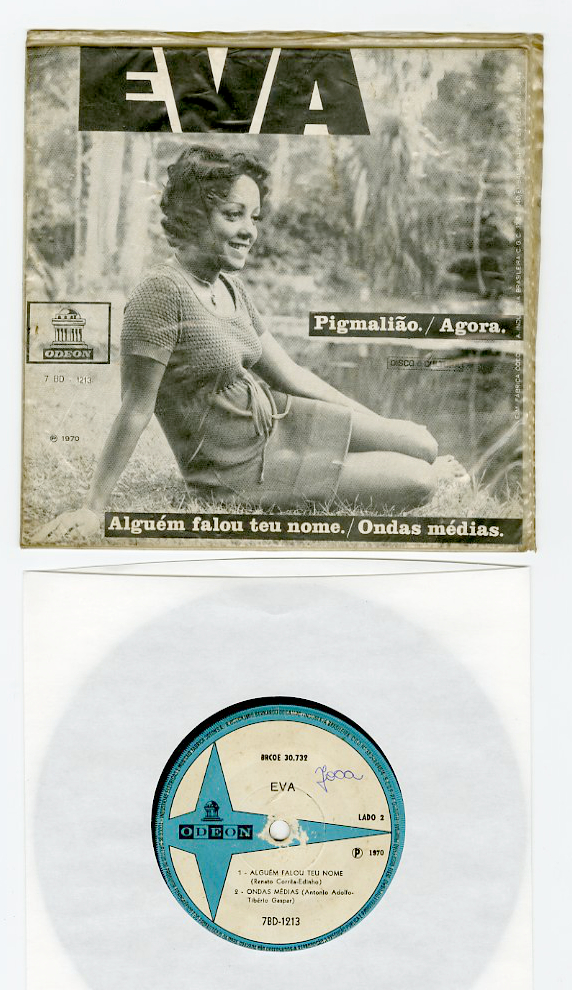 EVA
Pigmalião./Agora.
ODEON
7 BD - 1213
℗ 1970
Alguém falou teu nome./Ondas médias.
BRCOE 30.732
Joca
EVA
LADO 2
ODEON
℗ 1970
1 - ALGUÉM FALOU TEU NOME
(Renato Corrêa-Edinho)
2 - ONDAS MÉDIAS (Antonio Adolfo-
Tibério Gaspar)
7BD-1213